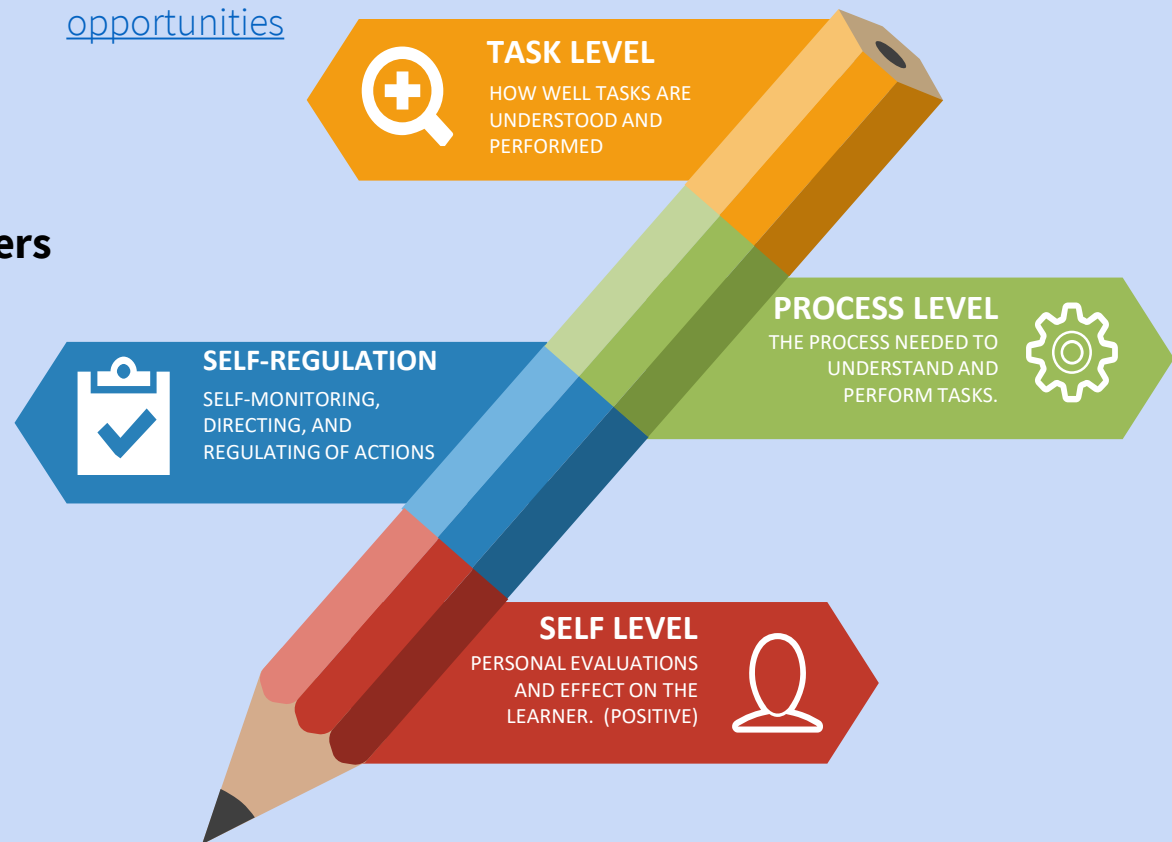 opportunities
TASK LEVEL
HOW WELL TASKS ARE
UNDERSTOOD AND
PERFORMED
ers
PROCESS LEVEL
THE PROCESS NEEDED TO
UNDERSTAND AND
PERFORM TASKS.
SELF-REGULATION
SELF-MONITORING,
DIRECTING, AND
REGULATING OF ACTIONS
SELF LEVEL
PERSONAL EVALUATIONS
AND EFFECT ON THE
LEARNER. (POSITIVE)